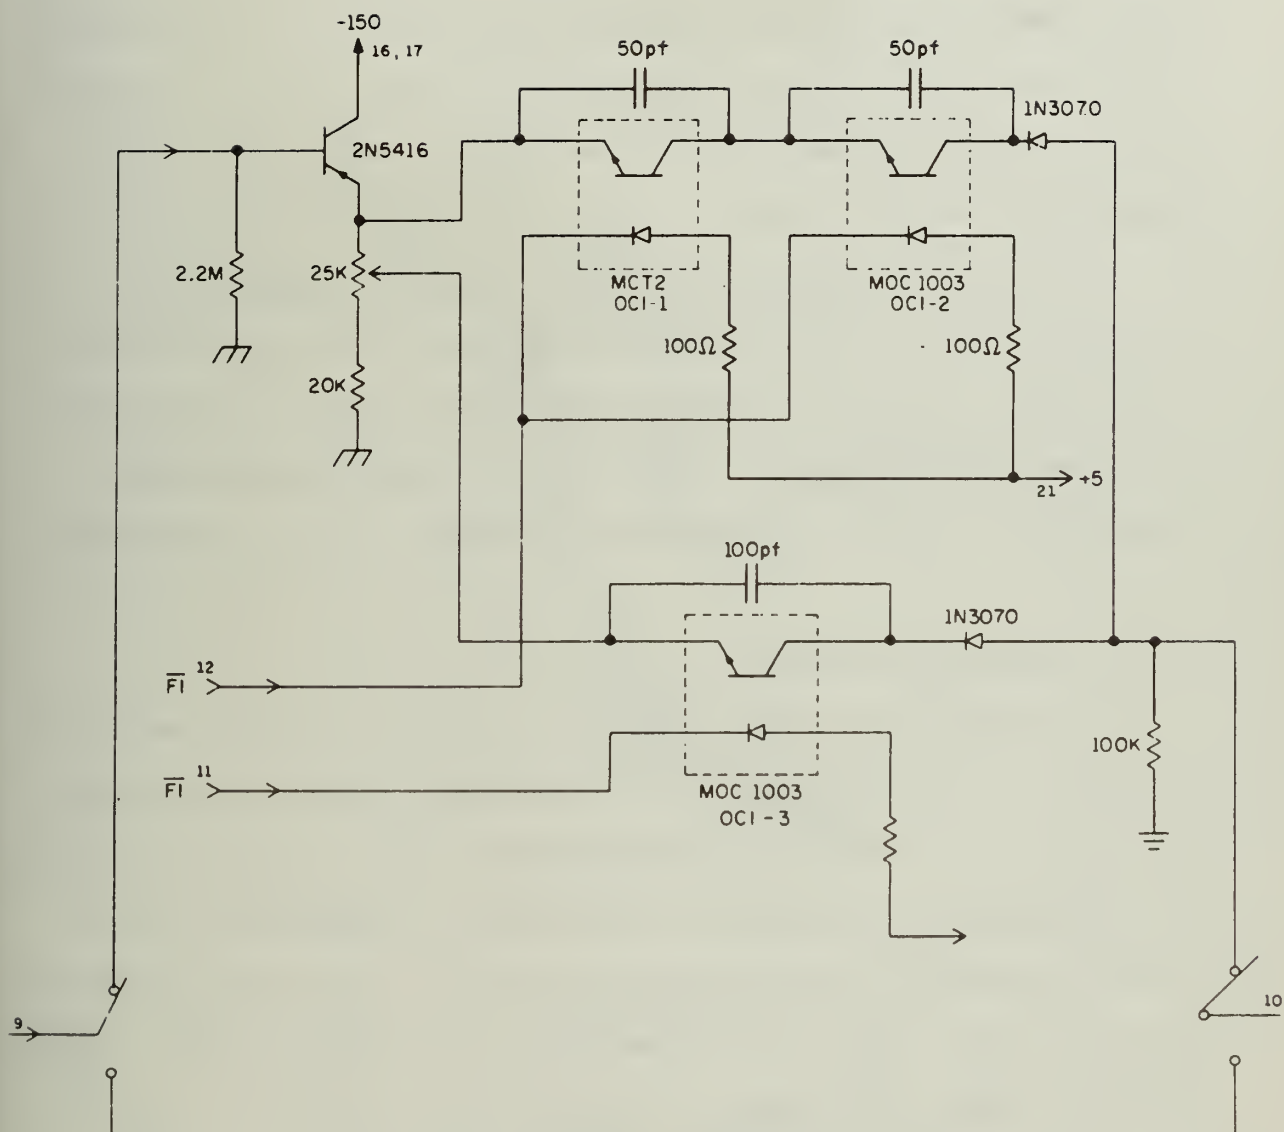 -150
16, 17
50pf
50pf
1N3070
2N5416
2.2M
25K
MCT2
OC1-1
MOC 1003
OC1-2
100Ω
100Ω
20K
21
+5
100pf
1N3070
F1
12
100K
F1
11
MOC 1003
OC1-3
9
10